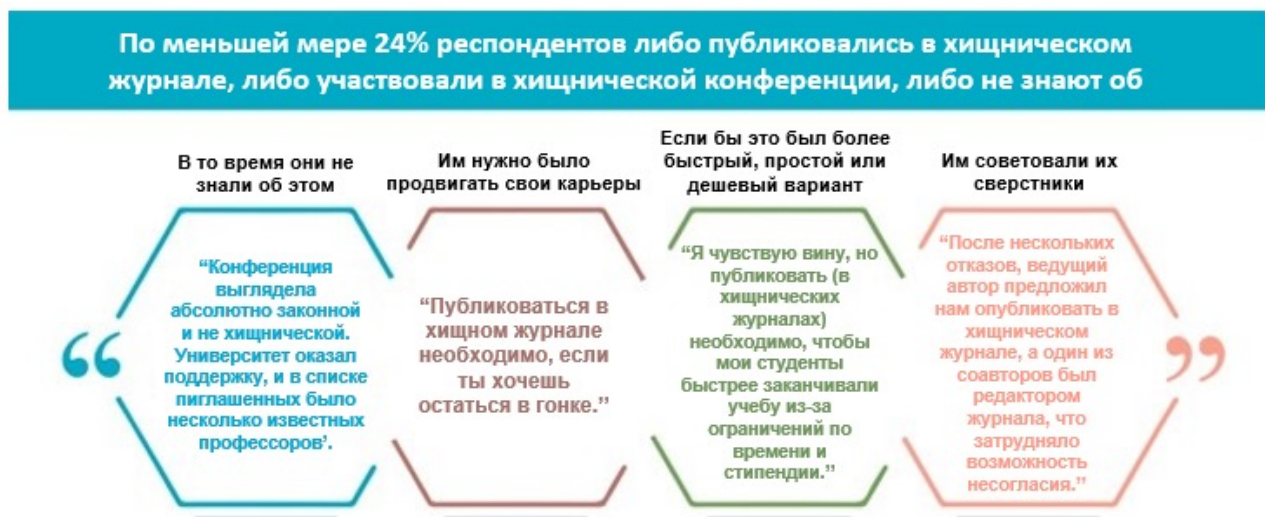 По меньшей мере 24% респондентов либо публиковались в хищническом
журнале, либо участвовали в хищнической конференции, либо не знают об
В то время они не
знали об этом
“Конференция
выглядела
абсолютно законной
и не хищнической.
Университет оказал
поддержку, и в списке
пиглашенных было
несколько известных
профессоров’.
Им нужно было
продвигать свои карьеры
“Публиковаться в
хищном журнале
необходимо, если
ты хочешь
остаться в гонке.”
Если бы это был более
быстрый, простой или
дешевый вариант
“Я чувствую вину, но
публиковать (в
хищнических
журналах)
необходимо, чтобы
мои студенты
быстрее заканчивали
учебу из-за
ограничений по
времени и
стипендии.”
Им советовали их
сверстники
“После нескольких
отказов, ведущий
автор предложил
нам опубликовать в
хищническом
журнале, а один из
соавторов был
редактором
журнала, что
затрудняло
возможность
несогласия.”